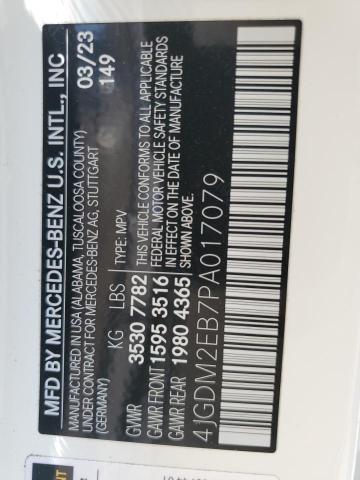 MFD BY MERCEDES-BENZ U.S. INTL., INC
MANUFACTURED IN USA (ALABAMA, TUSCALOOSA COUNTY)
UNDER CONTRACT FOR MERCEDES-BENZ AG, STUTTGART
(GERMANY)
03/23
149
KG LBS TYPE: MPV
GVWR 3530 7782
GAWR FRONT 1595 3516
GAWR REAR 1980 4365
THIS VEHICLE CONFORMS TO ALL APPLICABLE
FEDERAL MOTOR VEHICLE SAFETY STANDARDS
IN EFFECT ON THE DATE OF MANUFACTURE
SHOWN ABOVE.
4JGDM2EB7PA017079